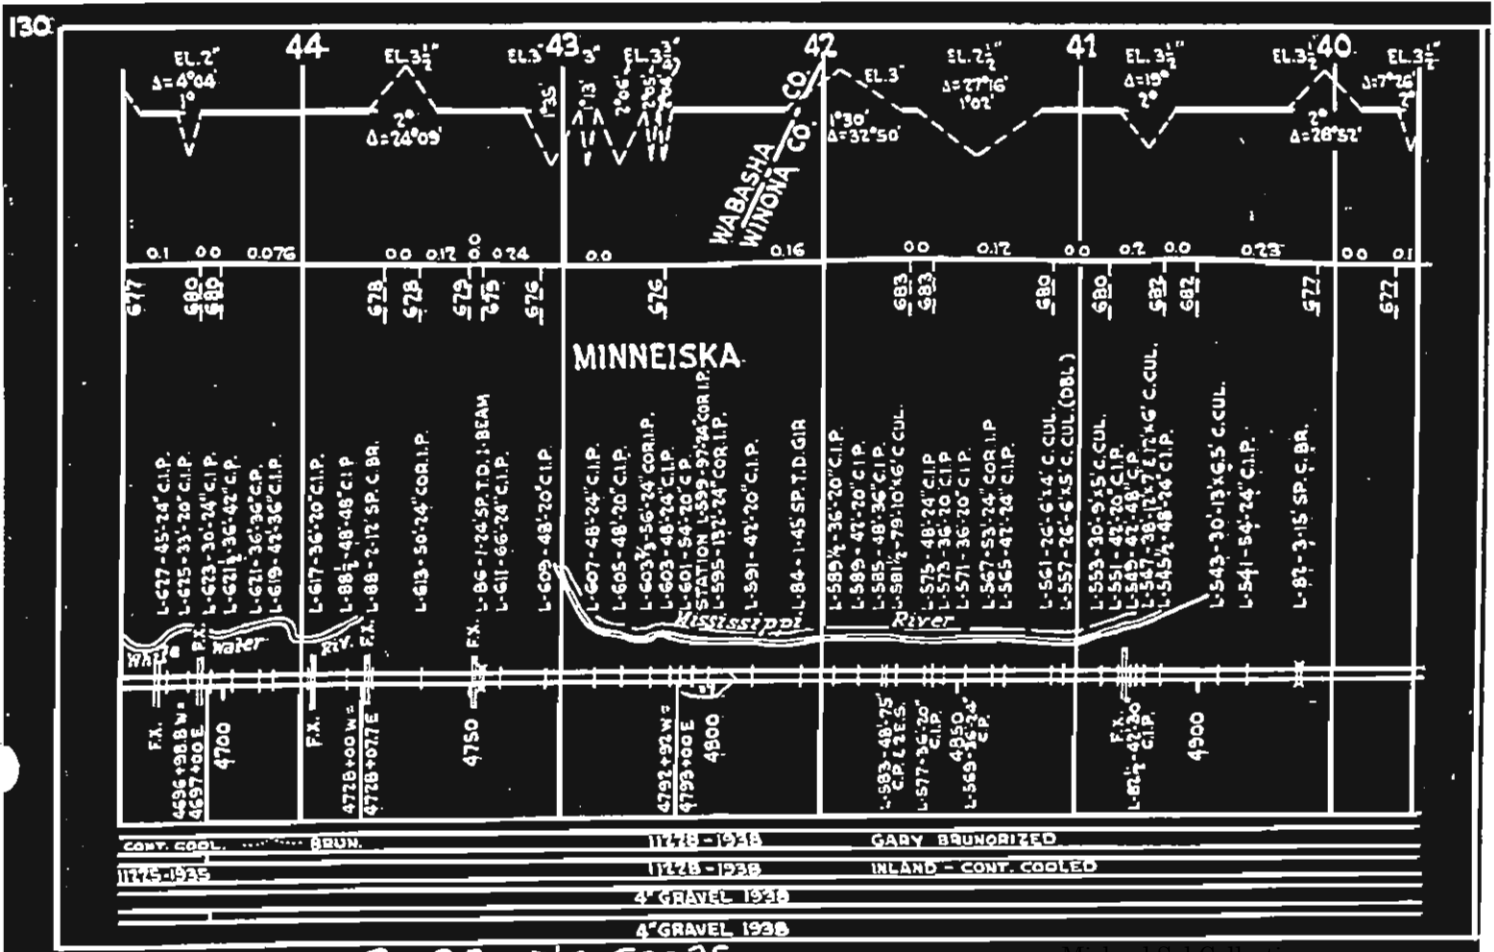 130
44 43 42 41 40
EL.2" EL.3½" EL.3" 3" EL.3¾" EL.3" EL.2½" EL.3½" EL.3½" EL.3½"
Δ=4°04' 1° 2° Δ=24°09' 1°35' 1°13' 2°06' 2°05' 2°04' 1°30' Δ=32°50' Δ=27°16' 1°02' Δ=19° 2° 2° Δ=28°52' Δ=7°26' 2°
WABASHA CO.
WINONA CO.
0.1 0.0 0.076 0.0 0.12 0.0 0.24 0.0 0.16 0.0 0.12 0.0 0.2 0.0 0.23 0.0 0.1
677 680 680 678 678 679 679 676 676 683 683 680 680 682 682 677 677
MINNEISKA
L-627-45-24" C.I.P.
L-625-33-20" C.I.P.
L-623-30-24" C.I.P.
L-621½-36-42" C.P.
L-621-36-36" C.P.
L-619-42-36" C.I.P.
L-617-36-20" C.I.P.
L-88½-48-48" C.I.P
L-88-2-12' SP. C. BR.
L-613-50-24" COR.I.P.
L-86-1-24' SP. T.D. I-BEAM
L-611-66-24" C.I.P.
L-609-48-20" C.I.P.
L-607-48-24" C.I.P.
L-605-48-20" C.I.P.
L-603⅔-56-24" COR.I.P.
L-603-48-24" C.I.P.
L-601-54-20" C.P.
STATION L-599-97-24" COR I.P.
L-595-132-24" COR.I.P.
L-591-42-20" C.I.P.
L-84-1-45 SP. T.D. GIR
L-589½-36-20" C.I.P.
L-589-42-20" C.I.P.
L-585-48-36" C.I.P.
L-581½-79-10'x6' C.CUL.
L-575-48-24" C.I.P.
L-573-36-20" C.I.P.
L-571-36-20" C.I.P.
L-567-53-24" COR I.P
L-565-42-24" C.I.P.
L-561-26-6'x4' C.CUL.
L-557-26-6'x5' C.CUL.(DBL)
L-553-30-9'x5' C.CUL.
L-551-42-20" C.I.P.
L-549-42-48" C.P.
L-547-38-12'x7' & 12'x6' C.CUL.
L-545½-48-24" C.I.P.
L-543-30-13'x6.5' C.CUL.
L-541-54-24" C.I.P.
L-82-3-15' SP. C. BR.
White Water Riv.
Mississippi River
F.X. F.X. F.X. F.X. F.X. F.X.
4696+98.8 W=
4697+00 E
4700
4728+00 W=
4728+07.7 E
4750
4792+92 W=
4793+00 E
4800
L-583-48-75'
L-577-36-20" C.I.P.
4850
L-569-36-24" C.P.
L-82½-42-30" C.I.P.
4900
CONT. COOL. BRUN. 11228-1938 GARY BRUNORIZED
11225-1935 11228-1938 INLAND - CONT. COOLED
4" GRAVEL 1938
4" GRAVEL 1938